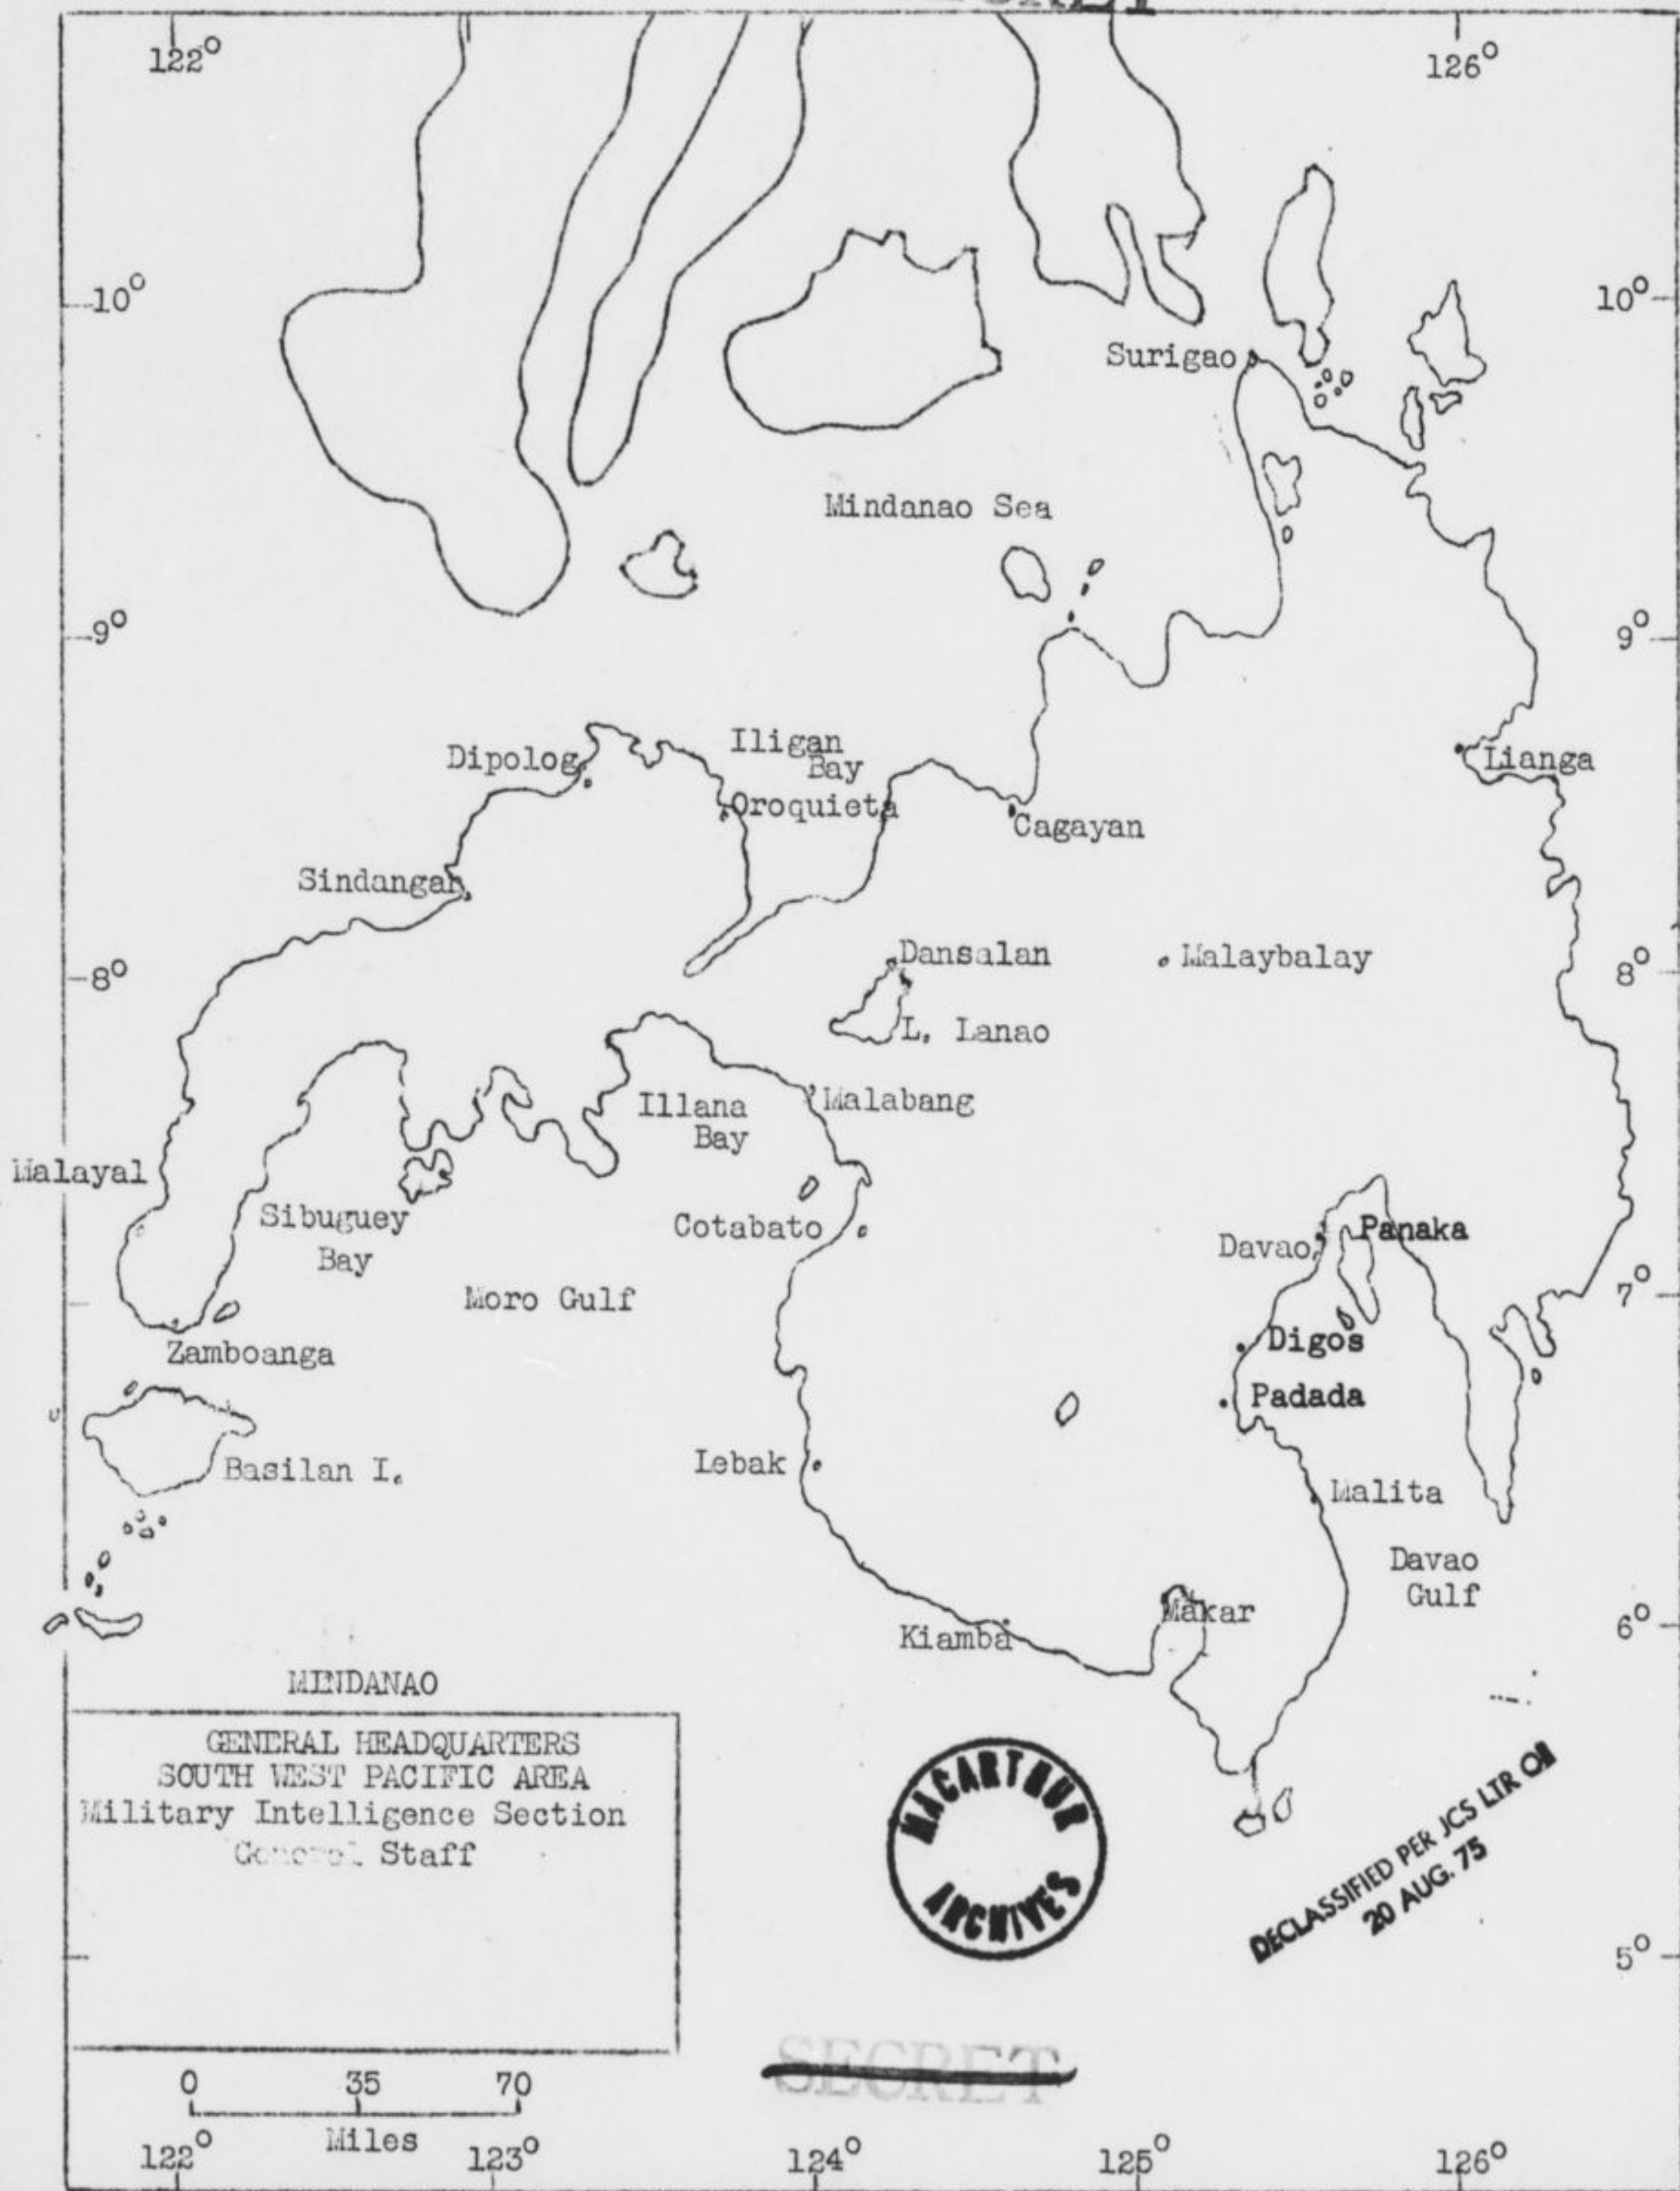 122°
126°
10°
10°
Surigao
Mindanao Sea
9°
9°
Iligan
Bay
Dipolog
Lianga
Oroquieta
Cagayan
Sindangan
Dansalan
Malaybalay
8°
8°
L. Lanao
Malabang
Illana
Bay
Malayal
Sibuguey
Bay
Cotabato
Panaka
Davao
Moro Gulf
7°
Zamboanga
Digos
Padada
Basilan I.
Lebak
Malita
Davao
Gulf
Makar
6°
Kiamba
MINDANAO
GENERAL HEADQUARTERS
SOUTH WEST PACIFIC AREA
Military Intelligence Section
General Staff
MACARTHUR
ARCHIVES
DECLASSIFIED PER JCS LTR OF
20 AUG. 75
5°
SECRET
0 35 70
Miles
122° 123° 124° 125° 126°